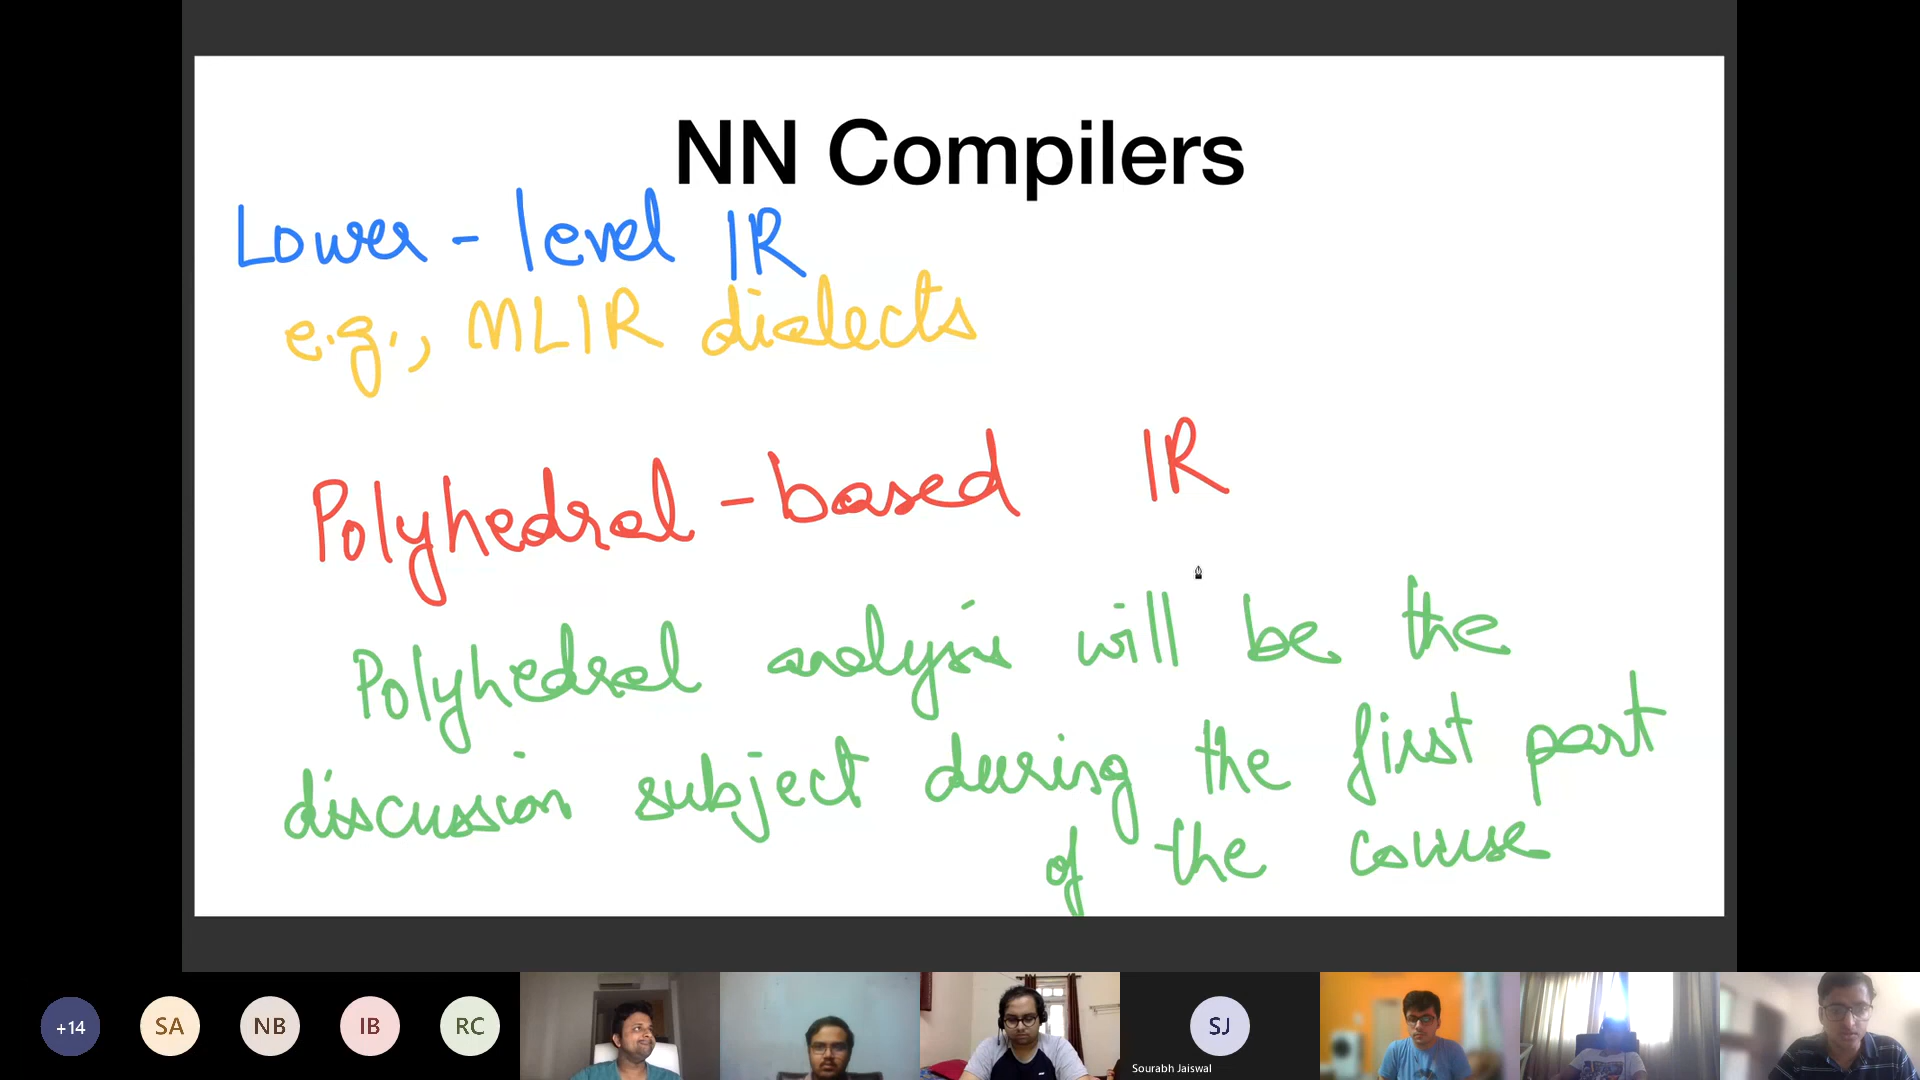 NN Compilers
Lower-level IR
e.g., MLIR dialects
Polyhedral-based IR
Polyhedral analysis will be the
discussion subject during the first part
of the course
+14
SA
NB
IB
RC
SJ
Sourabh Jaiswal